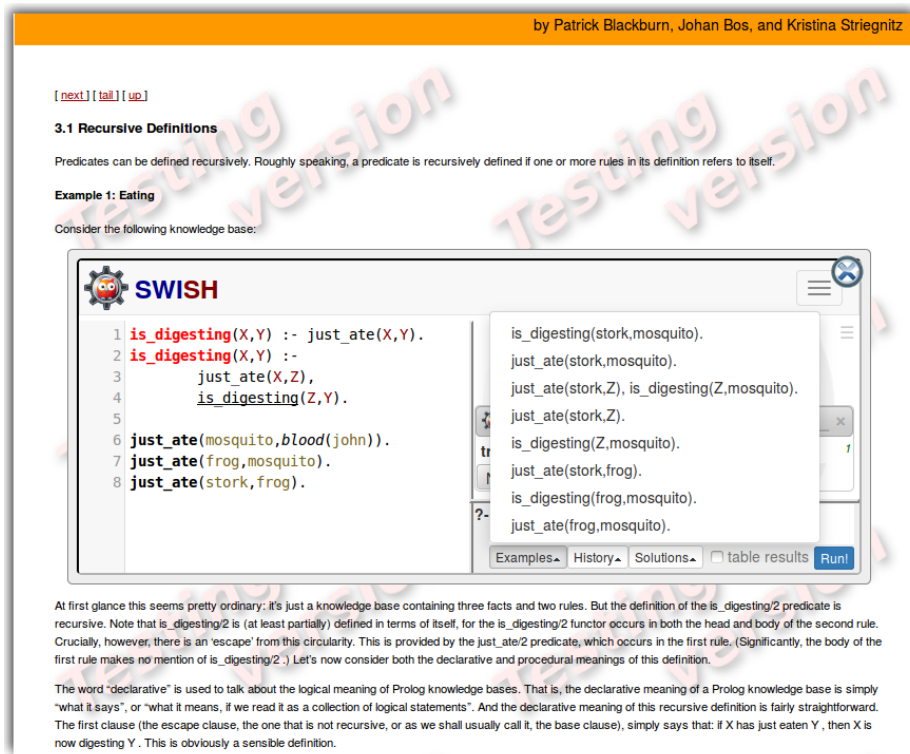 by Patrick Blackburn, Johan Bos, and Kristina Striegnitz
[ next ] [ tail ] [ up ]
3.1 Recursive Definitions
Predicates can be defined recursively. Roughly speaking, a predicate is recursively defined if one or more rules in its definition refers to itself.
Example 1: Eating
Consider the following knowledge base:
SWISH
1 is_digesting(X,Y) :- just_ate(X,Y).
2 is_digesting(X,Y) :-
3 just_ate(X,Z),
4 is_digesting(Z,Y).
5
6 just_ate(mosquito,blood(john)).
7 just_ate(frog,mosquito).
8 just_ate(stork,frog).
is_digesting(stork,mosquito).
just_ate(stork,mosquito).
just_ate(stork,Z), is_digesting(Z,mosquito).
just_ate(stork,Z).
is_digesting(Z,mosquito).
just_ate(stork,frog).
is_digesting(frog,mosquito).
just_ate(frog,mosquito).
1
?-
Examples History Solutions table results Run!
At first glance this seems pretty ordinary: it's just a knowledge base containing three facts and two rules. But the definition of the is_digesting/2 predicate is
recursive. Note that is_digesting/2 is (at least partially) defined in terms of itself, for the is_digesting/2 functor occurs in both the head and body of the second rule.
Crucially, however, there is an ‘escape’ from this circularity. This is provided by the just_ate/2 predicate, which occurs in the first rule. (Significantly, the body of the
first rule makes no mention of is_digesting/2 .) Let's now consider both the declarative and procedural meanings of this definition.
The word “declarative” is used to talk about the logical meaning of Prolog knowledge bases. That is, the declarative meaning of a Prolog knowledge base is simply
“what it says”, or “what it means, if we read it as a collection of logical statements”. And the declarative meaning of this recursive definition is fairly straightforward.
The first clause (the escape clause, the one that is not recursive, or as we shall usually call it, the base clause), simply says that: if X has just eaten Y , then X is
now digesting Y . This is obviously a sensible definition.
Testing version
Testing version